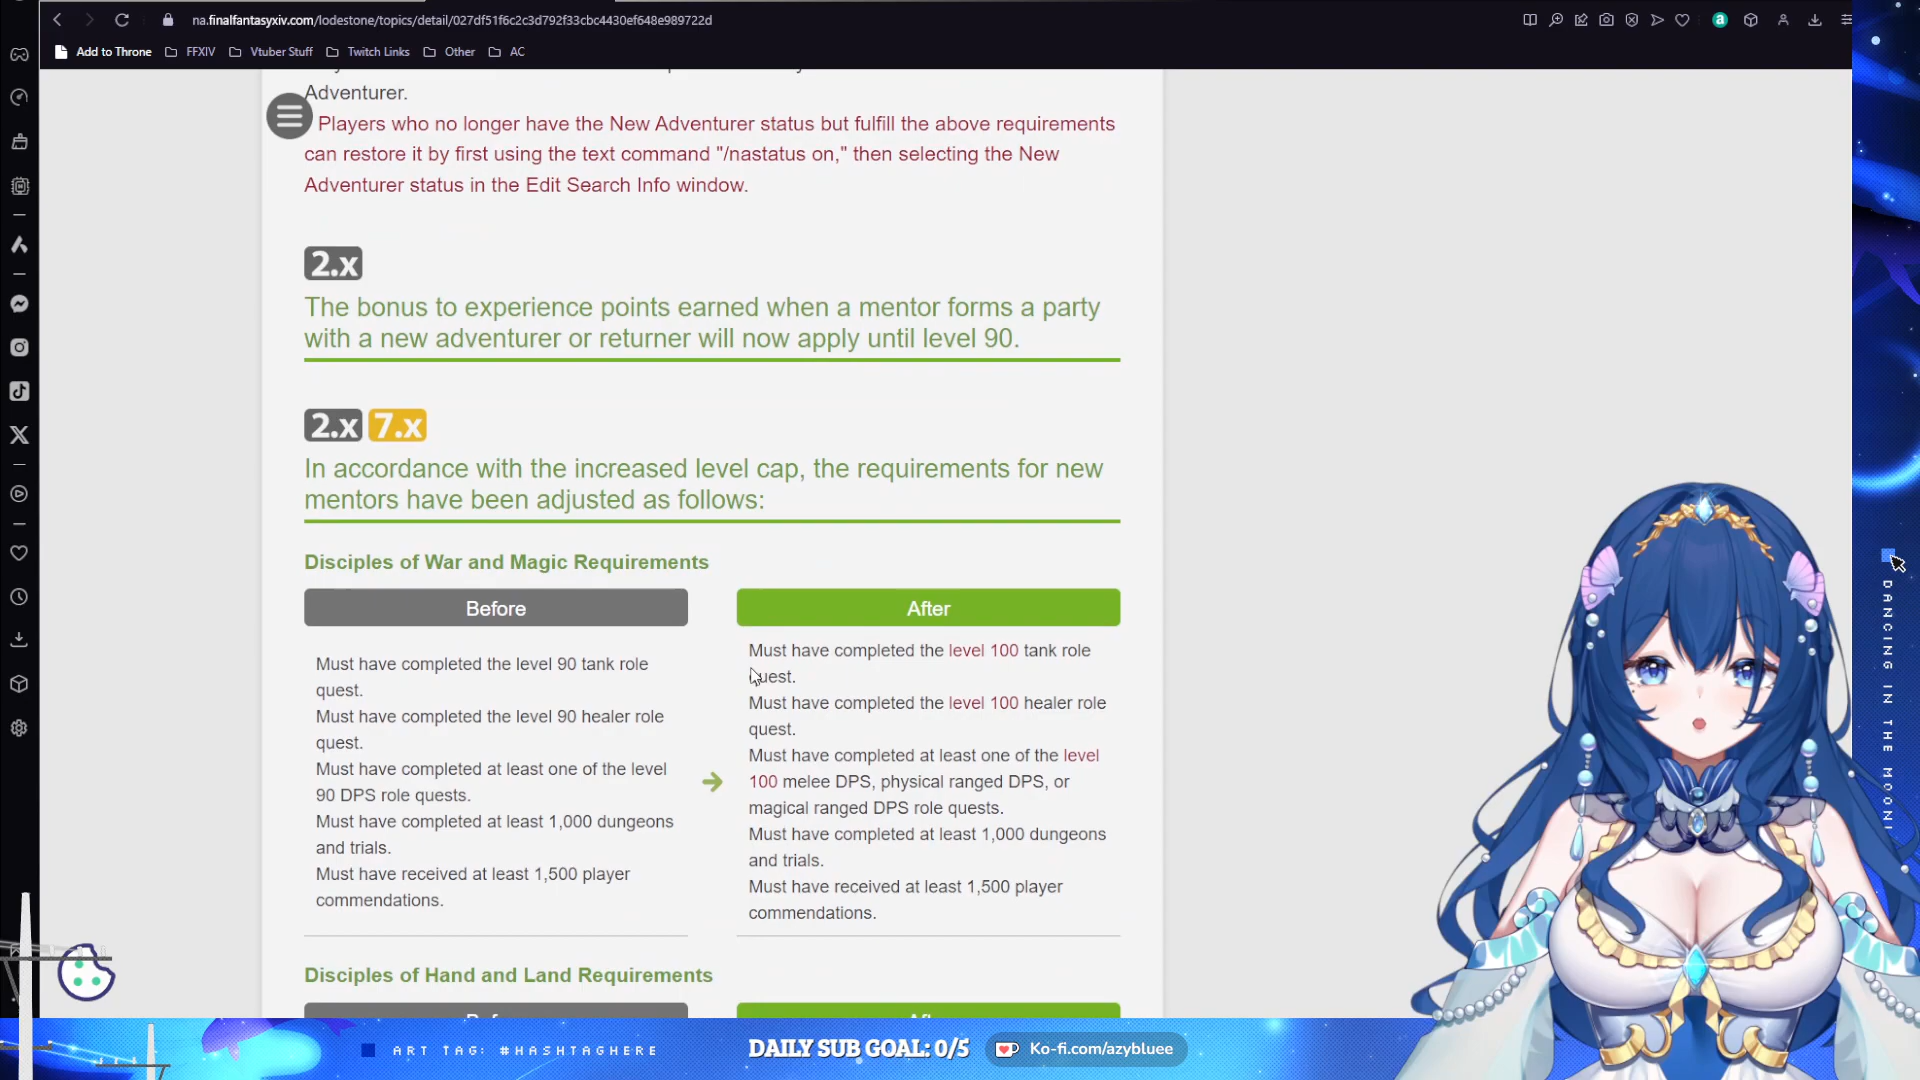 na.finalfantasyxiv.com/lodestone/topics/detail/027df51f6c2c3d792f33cbc4430ef648e989722d
Add to Throne
FFXIV
Vtuber Stuff
Twitch Links
Other
AC
Adventurer.
Players who no longer have the New Adventurer status but fulfill the above requirements
can restore it by first using the text command "/nastatus on," then selecting the New
Adventurer status in the Edit Search Info window.
2.x
The bonus to experience points earned when a mentor forms a party
with a new adventurer or returner will now apply until level 90.
2.x 7.x
In accordance with the increased level cap, the requirements for new
mentors have been adjusted as follows:
Disciples of War and Magic Requirements
Before
Must have completed the level 90 tank role
quest.
Must have completed the level 90 healer role
quest.
Must have completed at least one of the level
90 DPS role quests.
Must have completed at least 1,000 dungeons
and trials.
Must have received at least 1,500 player
commendations.
After
Must have completed the level 100 tank role
quest.
Must have completed the level 100 healer role
quest.
Must have completed at least one of the level
100 melee DPS, physical ranged DPS, or
magical ranged DPS role quests.
Must have completed at least 1,000 dungeons
and trials.
Must have received at least 1,500 player
commendations.
Disciples of Hand and Land Requirements
DANCING IN THE MOONL
ART TAG: #HASHTAGHERE
DAILY SUB GOAL: 0/5
Ko-fi.com/azybluee